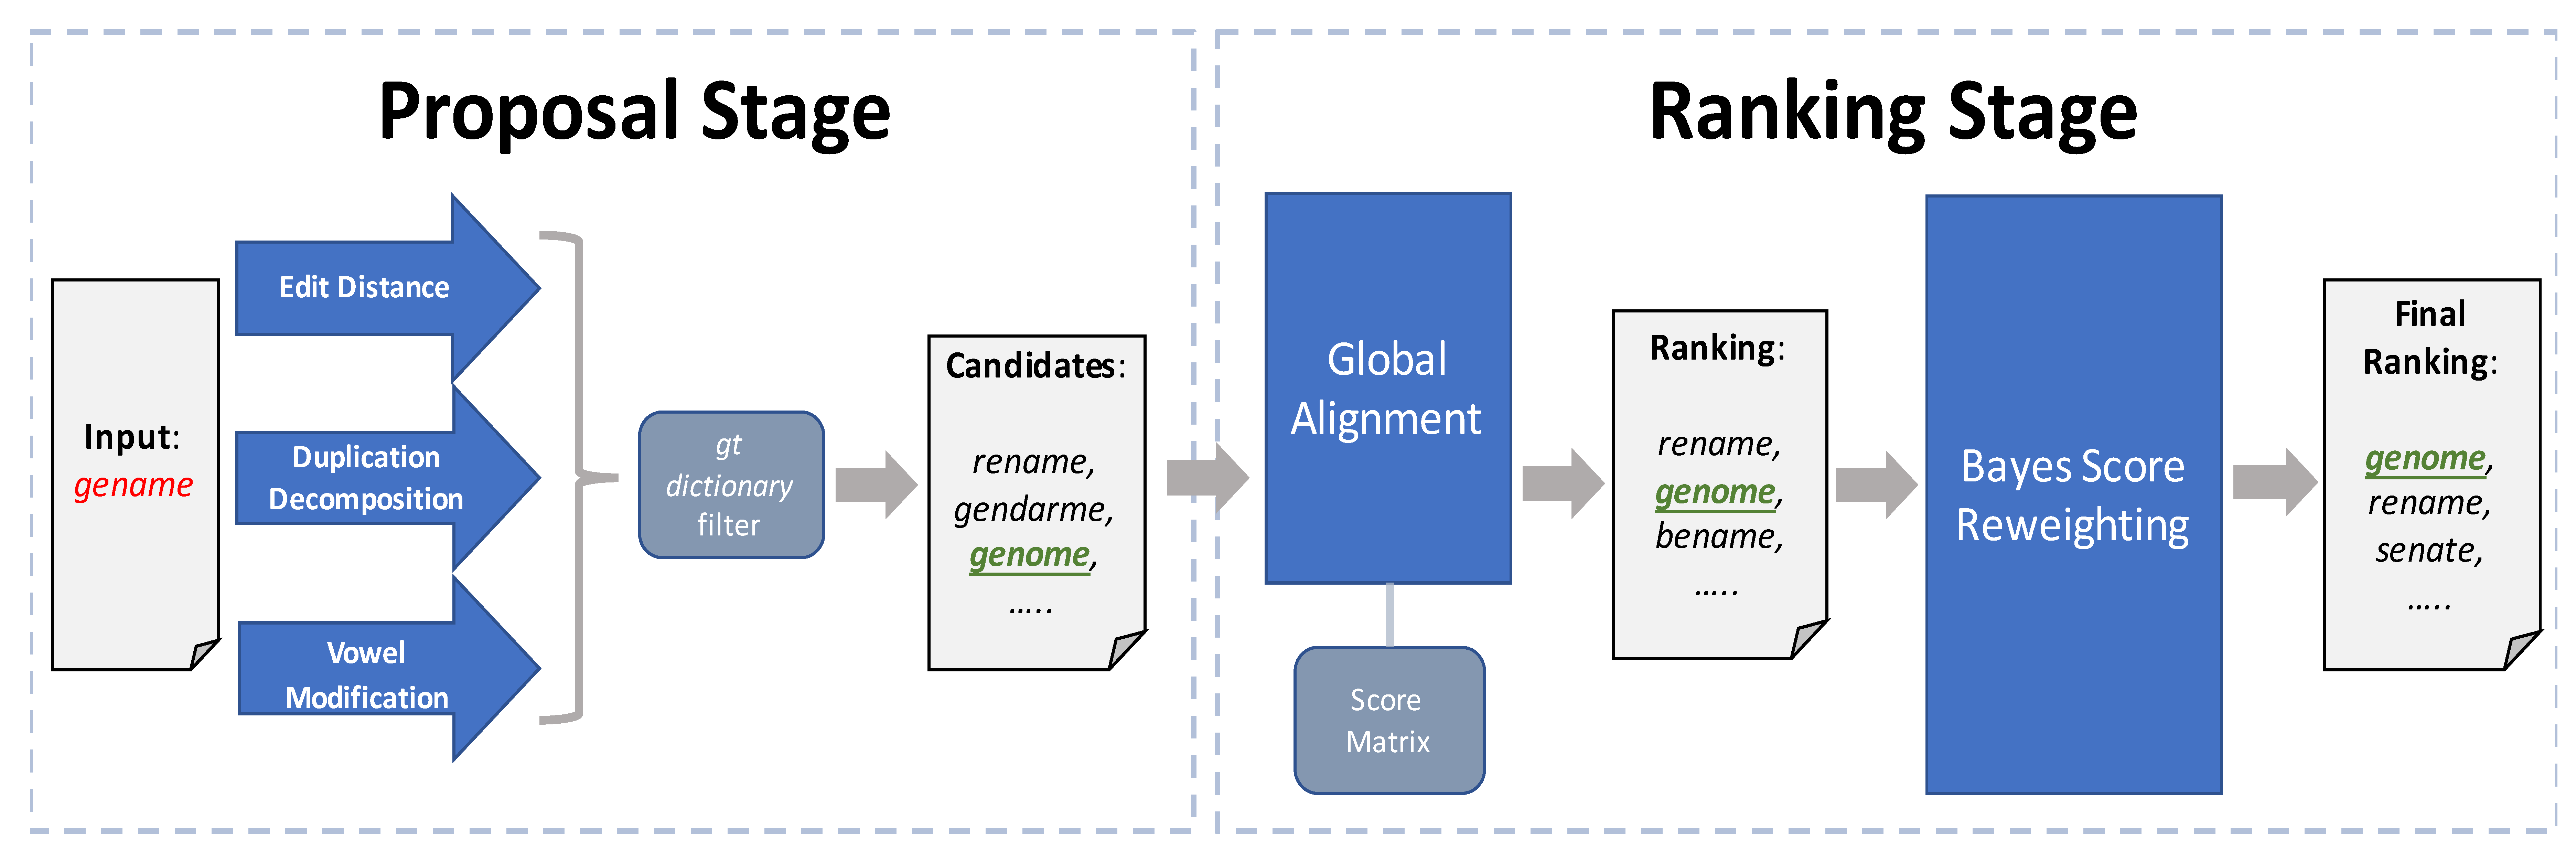 Proposal Stage
Input:
gename
Edit Distance
Duplication
Decomposition
Vowel
Modification
gt
dictionary
filter
Candidates:
rename,
gendarme,
genome,
.....
Ranking Stage
Global
Alignment
Score
Matrix
Ranking:
rename,
genome,
bename,
.....
Bayes Score
Reweighting
Final
Ranking:
genome,
rename,
senate,
.....